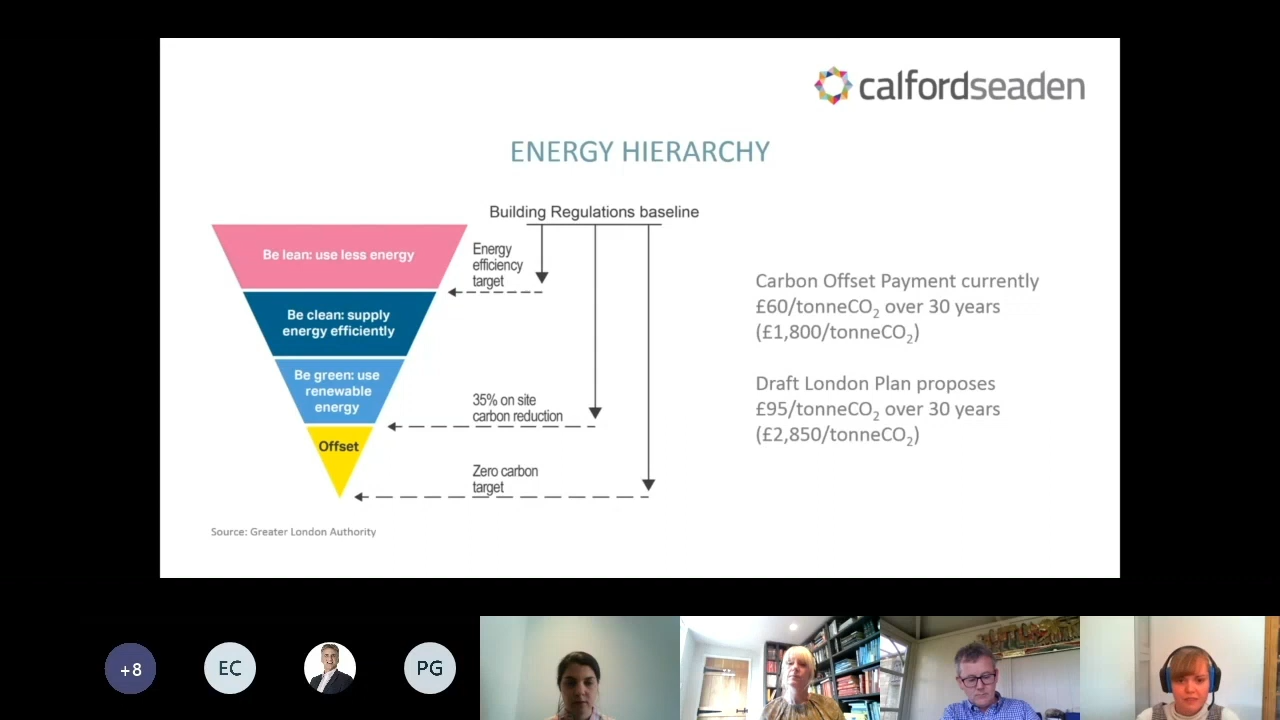 calfordseaden
ENERGY HIERARCHY
Building Regulations baseline
Be lean: use less energy
Energy
efficiency
target
Be clean: supply
energy efficiently
Be green: use
renewable
energy
35% on site
carbon reduction
Offset
Zero carbon
target
Source: Greater London Authority
Carbon Offset Payment currently
£60/tonneCO₂ over 30 years
(£1,800/tonneCO₂)
Draft London Plan proposes
£95/tonneCO₂ over 30 years
(£2,850/tonneCO₂)
+8
EC
PG